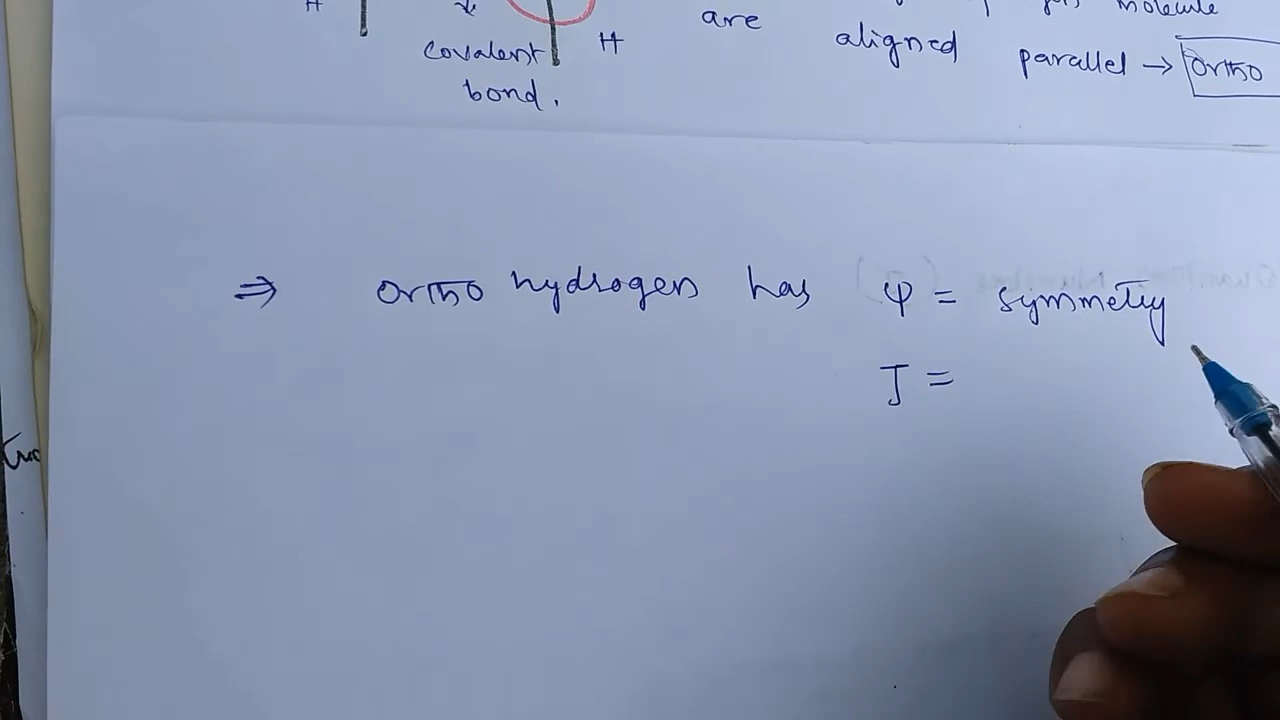 H
are
molecule
covalent H
aligned parallel → ortho
bond.
⇒ ortho hydrogen has φ = symmetry
J =